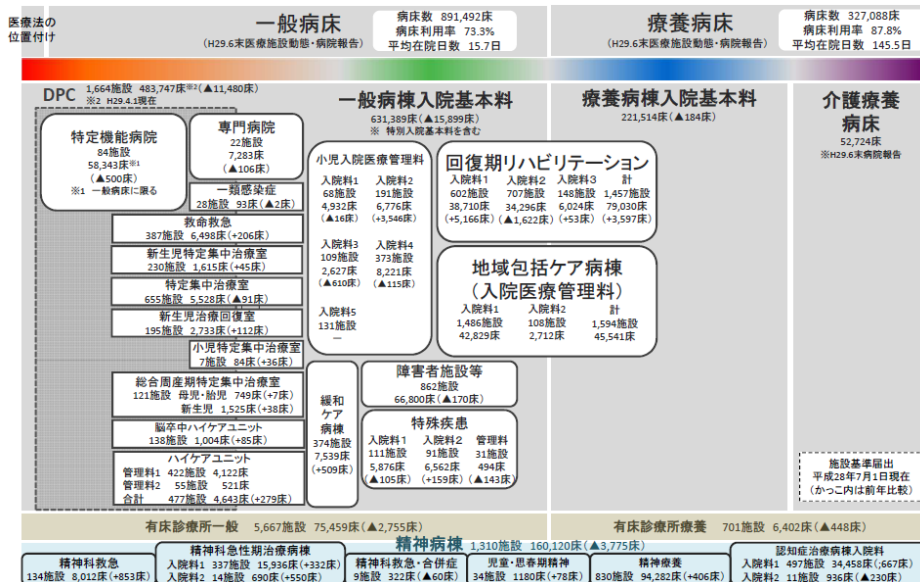 医療法の
位置付け
一般病床
(H29.6末医療施設動態・病院報告)
病床数 891,492床
病床利用率 73.3%
平均在院日数 15.7日
療養病床
(H29.6末医療施設動態・病院報告)
病床数 327,088床
病床利用率 87.8%
平均在院日数 145.5日
DPC 1,664施設 483,747床※2(▲11,480床)
※2 H29.4.1現在
特定機能病院
84施設
58,343床※1
(▲500床)
※1 一般病床に限る
専門病院
22施設
7,283床
(▲106床)
一類感染症
28施設 93床(▲2床)
救命救急
387施設 6,498床(+206床)
新生児特定集中治療室
230施設 1,615床(+45床)
特定集中治療室
655施設 5,528床(▲91床)
新生児治療回復室
195施設 2,733床(+112床)
小児特定集中治療室
7施設 84床(+36床)
総合周産期特定集中治療室
121施設 母児・胎児 749床(+7床)
新生児 1,525床(+38床)
脳卒中ハイケアユニット
138施設 1,004床(+85床)
ハイケアユニット
管理料1 422施設 4,122床
管理料2 55施設 521床
合計 477施設 4,643床(+279床)
一般病棟入院基本料
631,389床(▲15,899床)
※ 特別入院基本料を含む
小児入院医療管理料
入院料1 入院料2
68施設 191施設
4,932床 6,776床
(▲16床) (+3,546床)
入院料3 入院料4
109施設 373施設
2,627床 8,221床
(▲610床) (▲115床)
入院料5
131施設
―
回復期リハビリテーション
入院料1 入院料2 入院料3 計
602施設 707施設 148施設 1,457施設
38,710床 34,296床 6,024床 79,030床
(+5,166床) (▲1,622床) (+53床) (+3,597床)
地域包括ケア病棟
(入院医療管理料)
入院料1 入院料2 計
1,486施設 108施設 1,594施設
42,829床 2,712床 45,541床
緩和
ケア
病棟
374施設
7,539床
(+509床)
障害者施設等
862施設
66,800床(▲170床)
特殊疾患
入院料1 入院料2 管理料
111施設 91施設 31施設
5,876床 6,562床 494床
(▲105床) (+159床) (▲143床)
療養病棟入院基本料
221,514床(▲184床)
介護療養
病床
52,724床
※H29.6末病院報告
施設基準届出
平成28年7月1日現在
(かっこ内は前年比較)
有床診療所一般 5,667施設 75,459床(▲2,755床)
有床診療所療養 701施設 6,402床(▲448床)
精神病棟 1,310施設 160,120床(▲3,775床)
精神科救急
134施設 8,012床(+853床)
精神科急性期治療病棟
入院料1 337施設 15,936床(+332床)
入院料2 14施設 690床(+550床)
精神科救急・合併症
9施設 322床(▲60床)
児童・思春期精神
34施設 1180床(+78床)
精神療養
830施設 94,282床(+406床)
認知症治療病棟入院料
入院料1 497施設 34,458床(;667床)
入院料2 11施設 936床(▲230床)